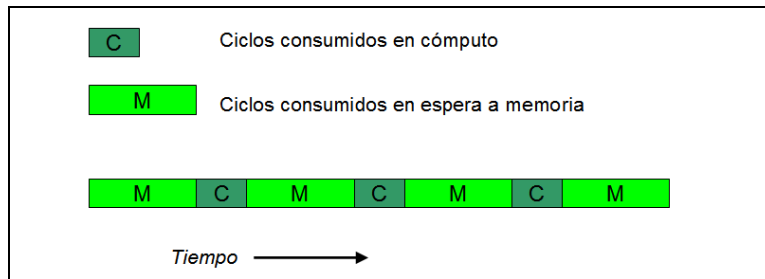 C Ciclos consumidos en cómputo
M Ciclos consumidos en espera a memoria
M C M C M C M
Tiempo